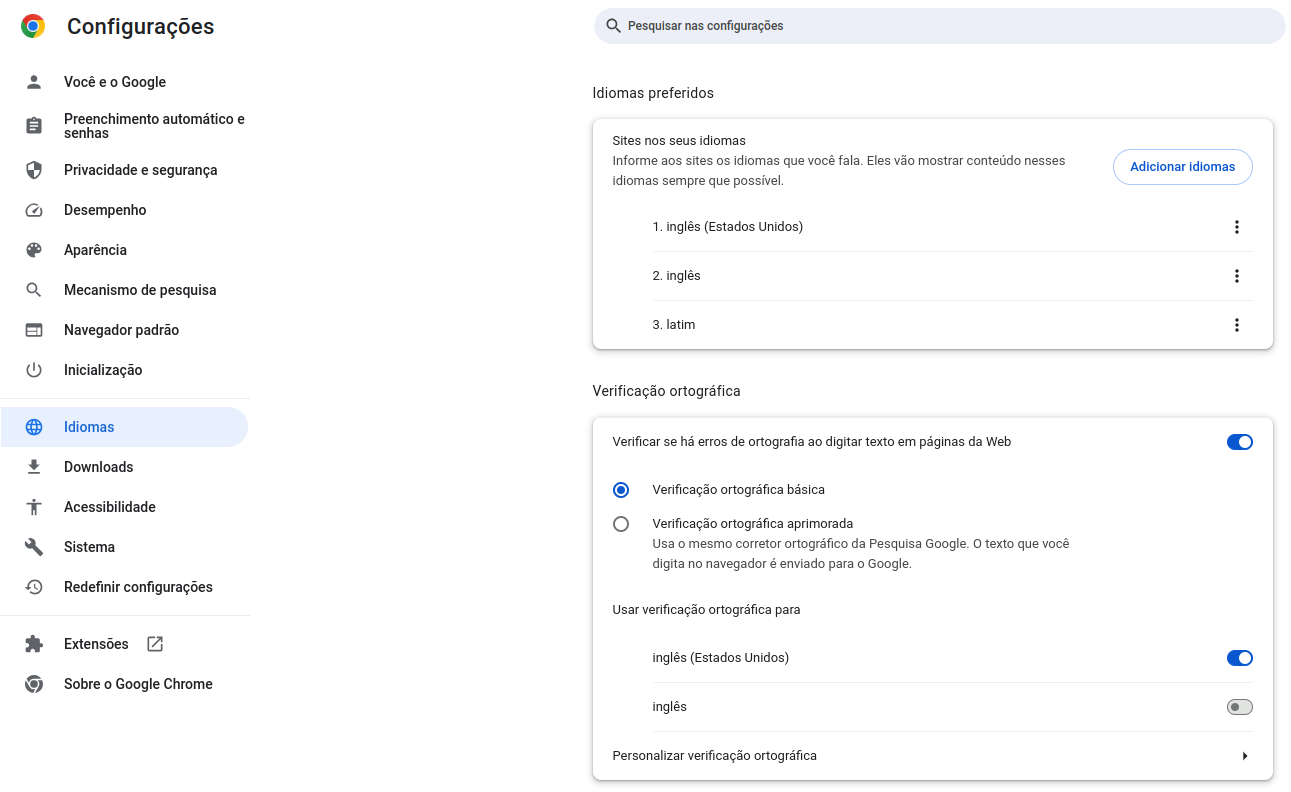 Configurações
Pesquisar nas configurações
Você e o Google
Preenchimento automático e
senhas
Privacidade e segurança
Desempenho
Aparência
Mecanismo de pesquisa
Navegador padrão
Inicialização
Idiomas
Downloads
Acessibilidade
Sistema
Redefinir configurações
Extensões
Sobre o Google Chrome
Idiomas preferidos
Sites nos seus idiomas
Informe aos sites os idiomas que você fala. Eles vão mostrar conteúdo nesses
idiomas sempre que possível.
Adicionar idiomas
1. inglês (Estados Unidos)
2. inglês
3. latim
Verificação ortográfica
Verificar se há erros de ortografia ao digitar texto em páginas da Web
Verificação ortográfica básica
Verificação ortográfica aprimorada
Usa o mesmo corretor ortográfico da Pesquisa Google. O texto que você
digita no navegador é enviado para o Google.
Usar verificação ortográfica para
inglês (Estados Unidos)
inglês
Personalizar verificação ortográfica